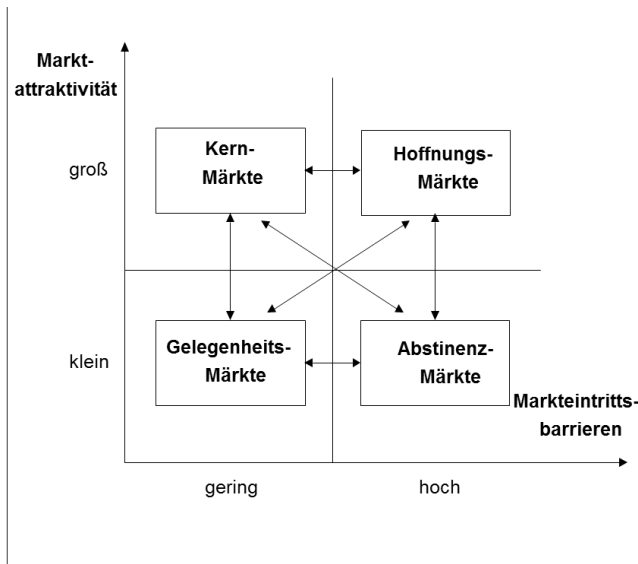 Markt-
attraktivität
groß
Kern-
Märkte
Hoffnungs-
Märkte
klein
Gelegenheits-
Märkte
Abstinenz-
Märkte
Markteintritts-
barrieren
gering
hoch